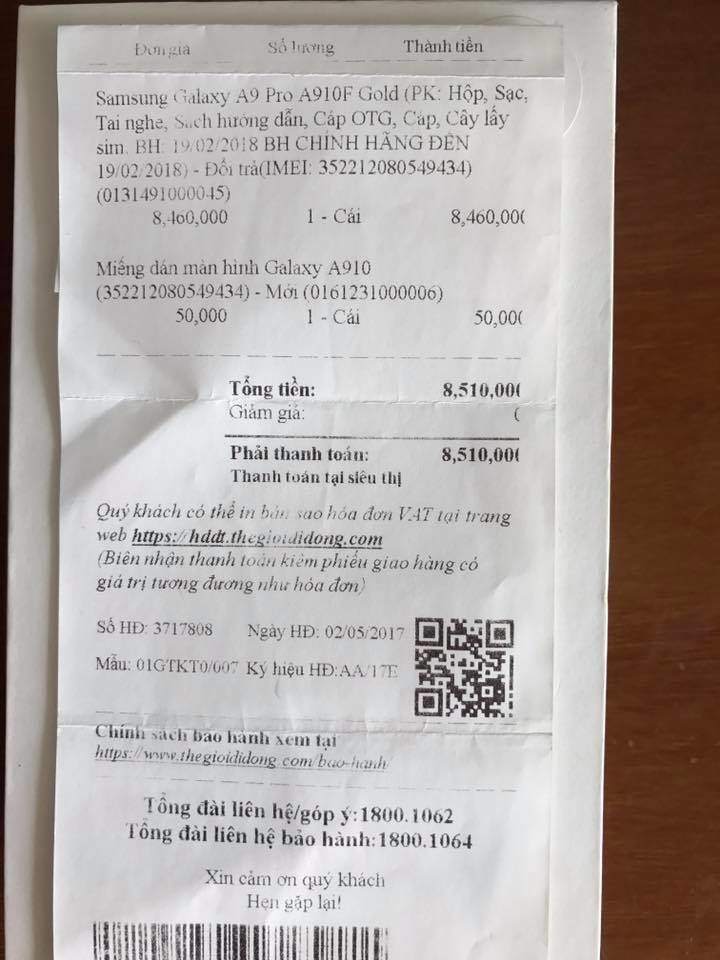 Đơn giá Số lượng Thành tiền
Samsung Galaxy A9 Pro A910F Gold (PK: Hộp, Sạc,
Tai nghe, Sách hướng dẫn, Cáp OTG, Cáp, Cây lấy
sim. BH: 19/02/2018 BH CHÍNH HÃNG ĐẾN
19/02/2018) - Đổi trả(IMEI: 352212080549434)
(0131491000045)
8,460,000 1 - Cái 8,460,00(
Miếng dán màn hình Galaxy A910
(352212080549434) - Mới (0161231000006)
50,000 1 - Cái 50,00(
Tổng tiền: 8,510,00(
Giảm giá: (
Phải thanh toán: 8,510,00(
Thanh toán tại siêu thị
Quý khách có thể in bản sao hóa đơn VAT tại trang
web https://hddt.thegioididong.com
(Biên nhận thanh toán kiêm phiếu giao hàng có
giá trị tương đương như hóa đơn)
Số HĐ: 3717808 Ngày HĐ: 02/05/2017
Mẫu: 01GTKT0/007 Ký hiệu HĐ:AA/17E
Chính sách bảo hành xem tại
https://www.thegioididong.com/bao-hanh
Tổng đài liên hệ/góp ý:1800.1062
Tổng đài liên hệ bảo hành:1800.1064
Xin cảm ơn quý khách
Hẹn gặp lại!